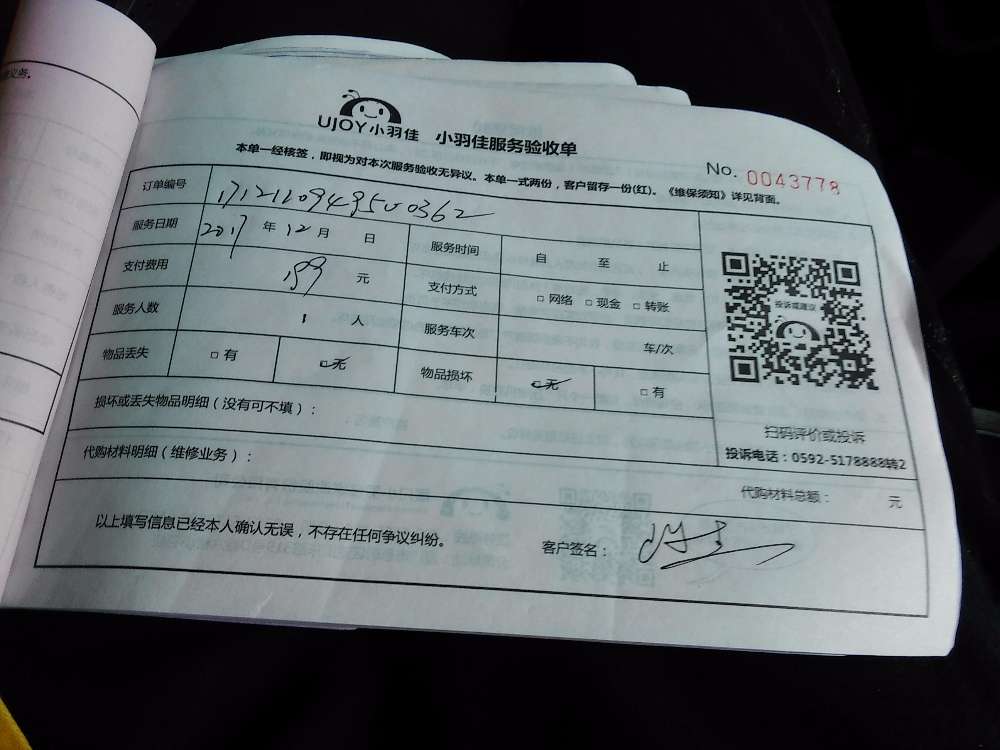 义务。
UJOY小羽佳 小羽佳服务验收单
No. 0043778
本单一经核签，即视为对本次服务验收无异议。本单一式两份，客户留存一份(红)。《维保须知》详见背面。
订单编号 1712110949500362
服务日期 2017 年 12 月 日 服务时间 自 至 止
支付费用 199 元 支付方式 □ 网络 □ 现金 □ 转账
服务人数 1 人 服务车次 车/次
物品丢失 □ 有 □ 无 物品损坏 □ 无 □ 有
投诉或建议
扫码评价或投诉
投诉电话：0592-5178888转2
损坏或丢失物品明细（没有可不填）：
代购材料明细（维修业务）：
代购材料总额： 元
以上填写信息已经本人确认无误，不存在任何争议纠纷。 客户签名：